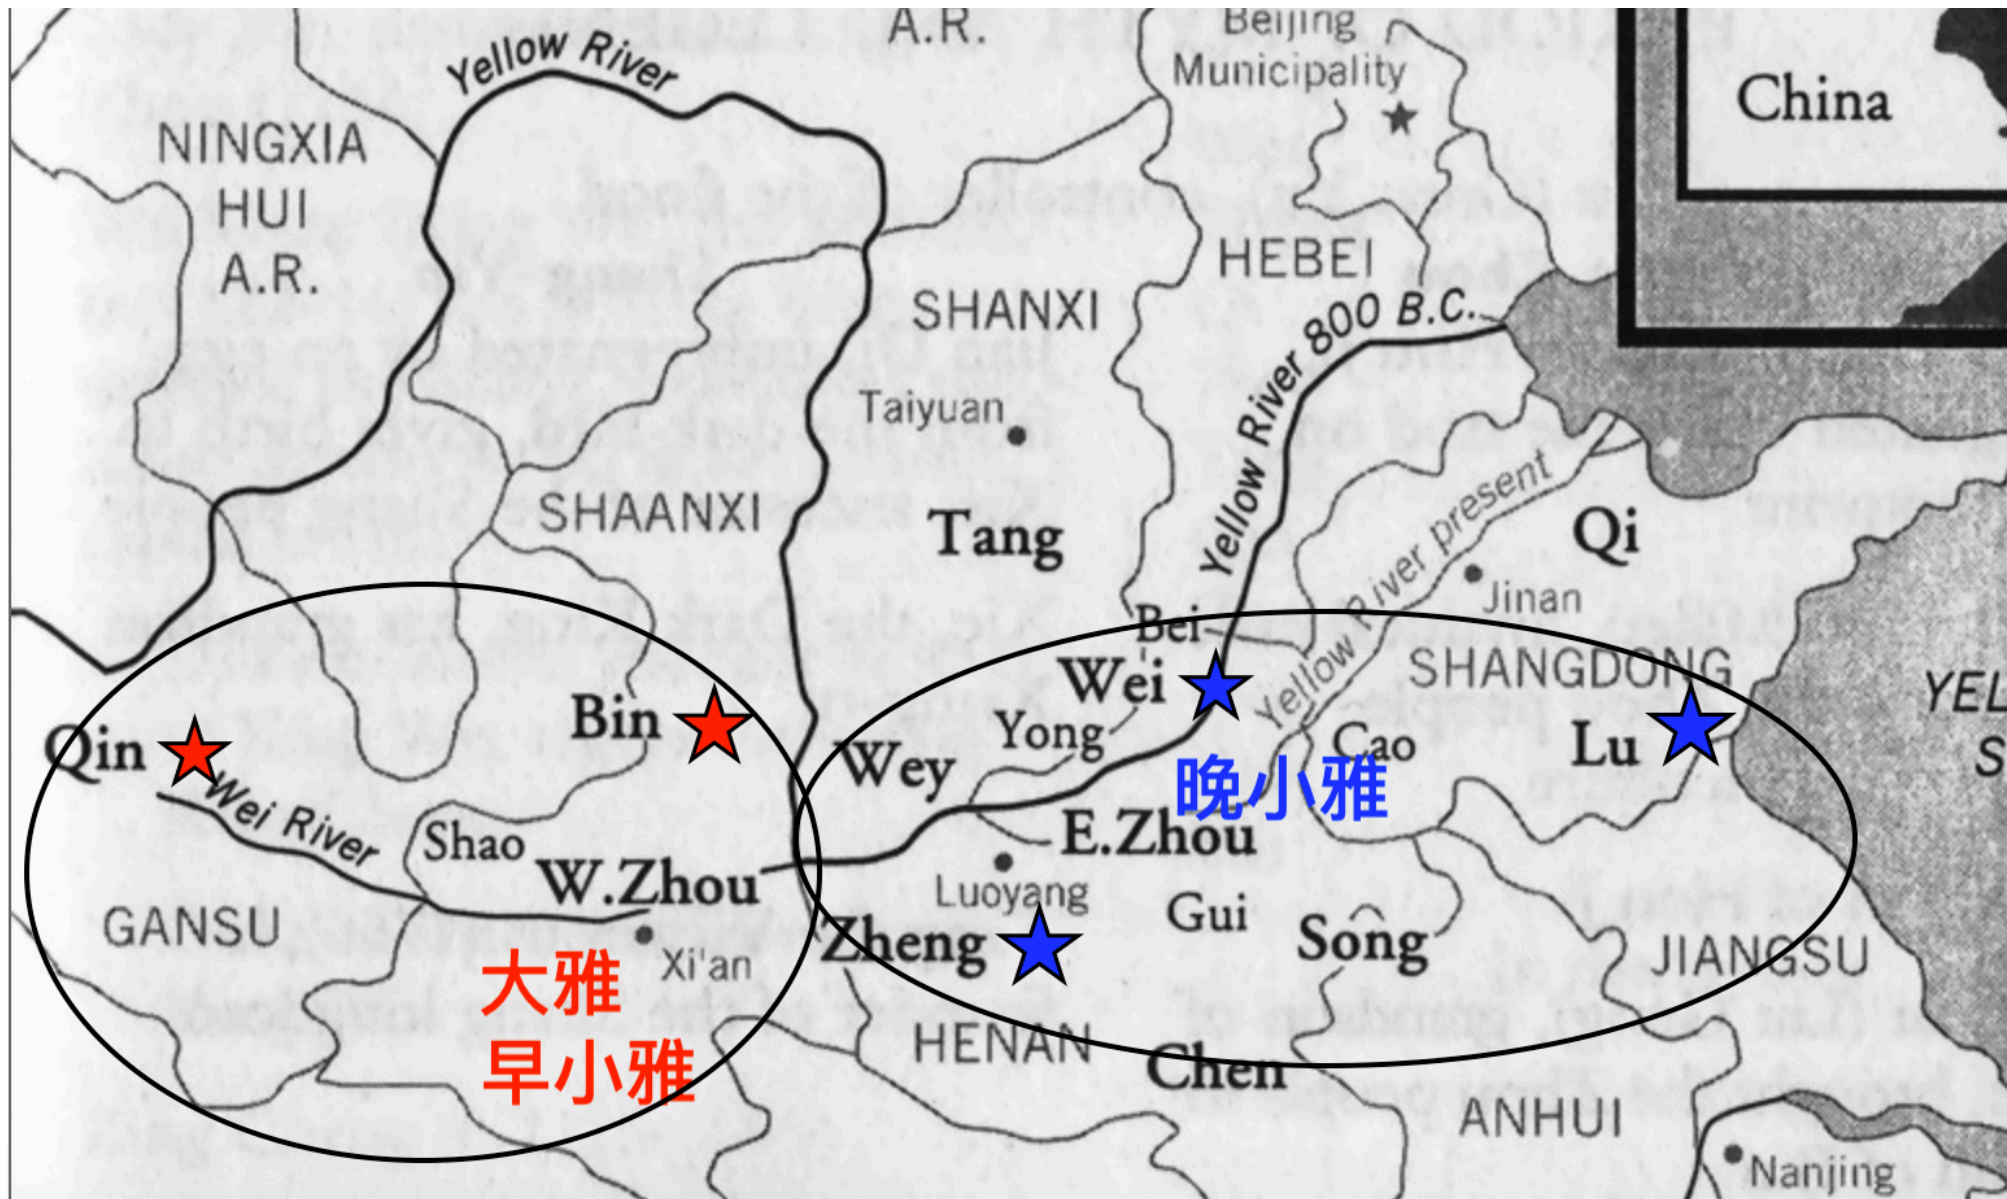 A.R.
Beijing
Municipality
China
Yellow River
NINGXIA
HUI
A.R.
HEBEI
SHANXI
Yellow River 800 B.C.
Taiyuan
SHAANXI
Tang
Yellow River present
Qi
Jinan
Bei
Wei
SHANGDONG
YEL
S
Qin
Bin
Yong
Wey
Cao
Lu
晚小雅
Wei River
Shao
W.Zhou
E.Zhou
Luoyang
Gui
GANSU
Xi'an
Zheng
Song
JIANGSU
大雅
早小雅
HENAN
Chen
ANHUI
Nanjing